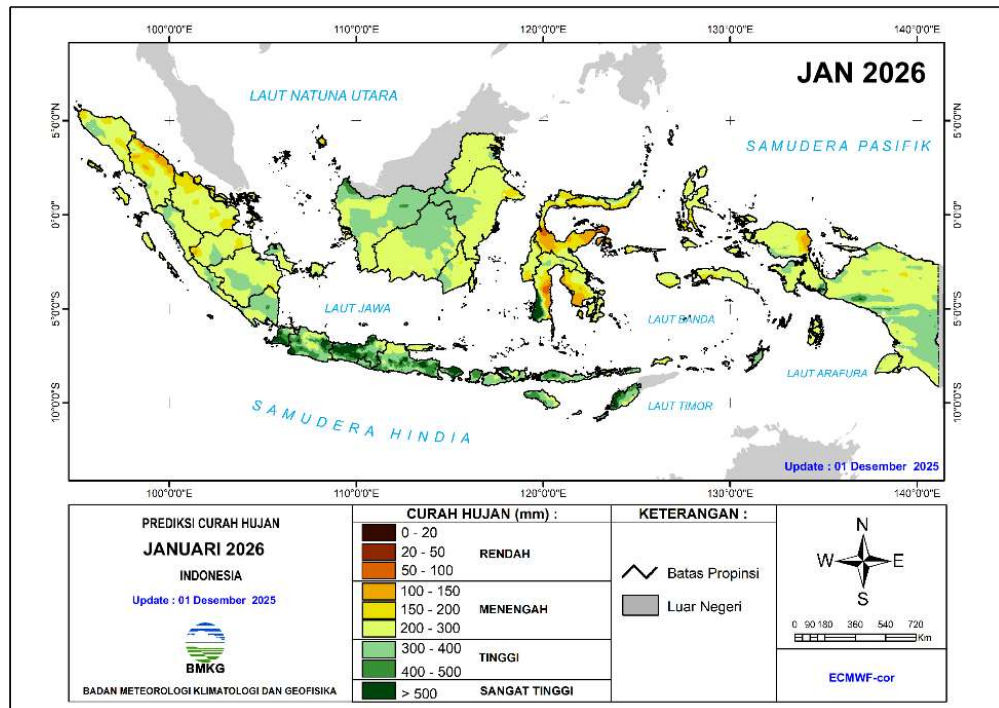 100°0'0"E 110°0'0"E 120°0'0"E 130°0'0"E 140°0'0"E
JAN 2026
LAUT NATUNA UTARA
5°0'0"N 5°0'0"N
SAMUDERA PASIFIK
0°0'0" 0°0'0"
LAUT JAWA
LAUT BANDA
5°0'0"S 5°0'0"S
LAUT ARAFURA
10°0'0"S 10°0'0"S
SAMUDERA HINDIA
LAUT TIMOR
Update : 01 Desember 2025
100°0'0"E 110°0'0"E 120°0'0"E 130°0'0"E 140°0'0"E
PREDIKSI CURAH HUJAN
JANUARI 2026
INDONESIA
Update : 01 Desember 2025
BMKG
BADAN METEOROLOGI KLIMATOLOGI DAN GEOFISIKA
CURAH HUJAN (mm) :
0 - 20
20 - 50 RENDAH
50 - 100
100 - 150
150 - 200 MENENGAH
200 - 300
300 - 400 TINGGI
400 - 500
> 500 SANGAT TINGGI
KETERANGAN :
Batas Propinsi
Luar Negeri
N
W E
S
0 90 180 360 540 720
Km
ECMWF-cor